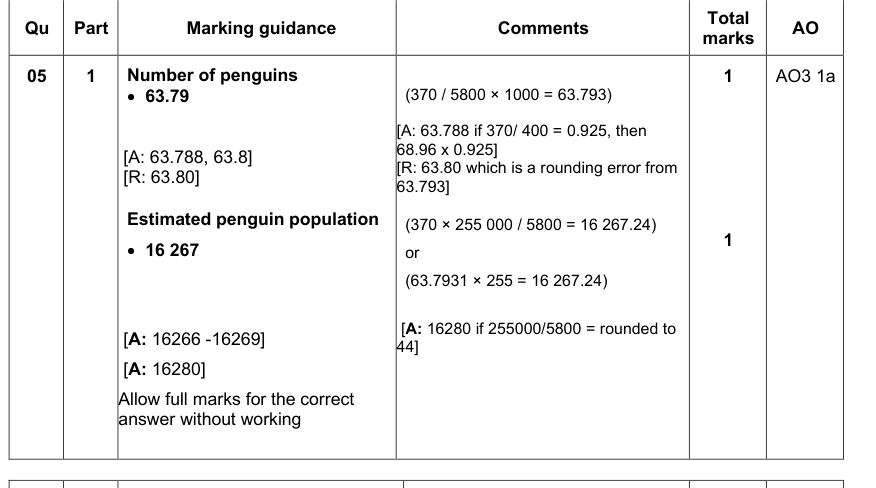 Qu Part Marking guidance Comments Total marks AO
05 1 Number of penguins 1 AO3 1a
• 63.79
(370 / 5800 × 1000 = 63.793)
[A: 63.788, 63.8]
[R: 63.80]
[A: 63.788 if 370/ 400 = 0.925, then
68.96 x 0.925]
[R: 63.80 which is a rounding error from
63.793]
Estimated penguin population
• 16 267
(370 × 255 000 / 5800 = 16 267.24)
or
(63.7931 × 255 = 16 267.24)
1
[A: 16266 -16269]
[A: 16280]
[A: 16280 if 255000/5800 = rounded to
44]
Allow full marks for the correct
answer without working